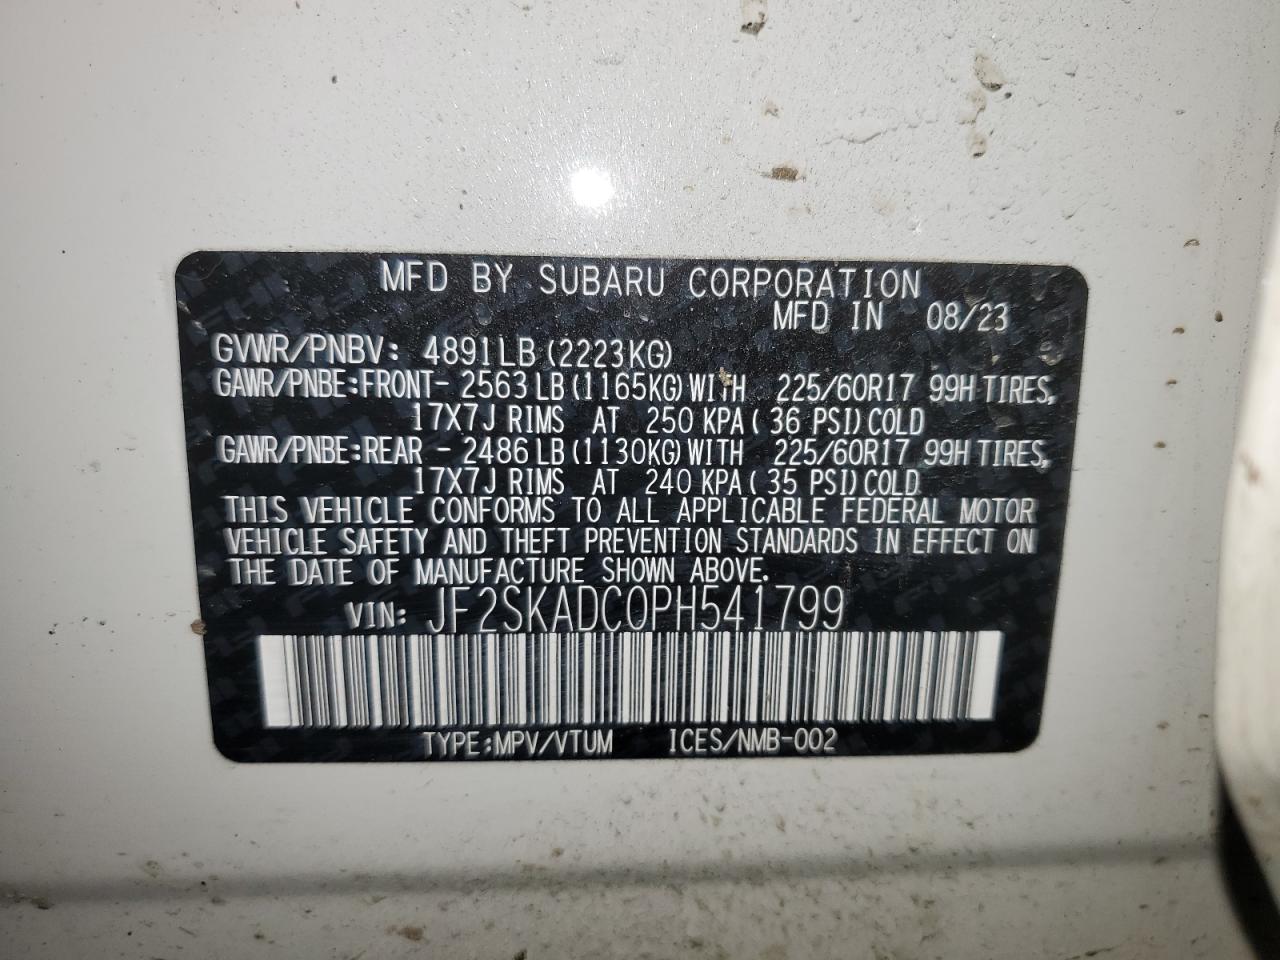 MFD BY SUBARU CORPORATION
MFD IN 08/23
GVWR/PNBV: 4891LB (2223KG)
GAWR/PNBE:FRONT- 2563LB (1165KG) WITH 225/60R17 99H TIRES,
17X7J RIMS AT 250 KPA ( 36 PSI) COLD
GAWR/PNBE:REAR - 2486LB (1130KG) WITH 225/60R17 99H TIRES,
17X7J RIMS AT 240 KPA ( 35 PSI) COLD
THIS VEHICLE CONFORMS TO ALL APPLICABLE FEDERAL MOTOR
VEHICLE SAFETY AND THEFT PREVENTION STANDARDS IN EFFECT ON
THE DATE OF MANUFACTURE SHOWN ABOVE.
VIN: JF2SKADC0PH541799
TYPE:MPV/VTUM ICES/NMB-002